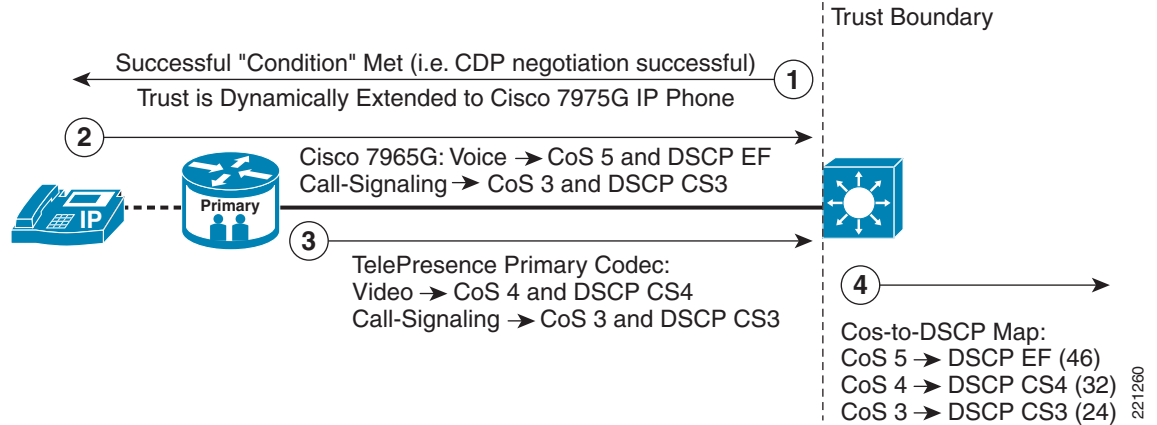 Trust Boundary
Successful "Condition" Met (i.e. CDP negotiation successful)
1
Trust is Dynamically Extended to Cisco 7975G IP Phone
2
Cisco 7965G: Voice → CoS 5 and DSCP EF
Call-Signaling → CoS 3 and DSCP CS3
IP
Primary
3
TelePresence Primary Codec:
Video → CoS 4 and DSCP CS4
Call-Signaling → CoS 3 and DSCP CS3
4
Cos-to-DSCP Map:
CoS 5 → DSCP EF (46)
CoS 4 → DSCP CS4 (32)
CoS 3 → DSCP CS3 (24)
221260